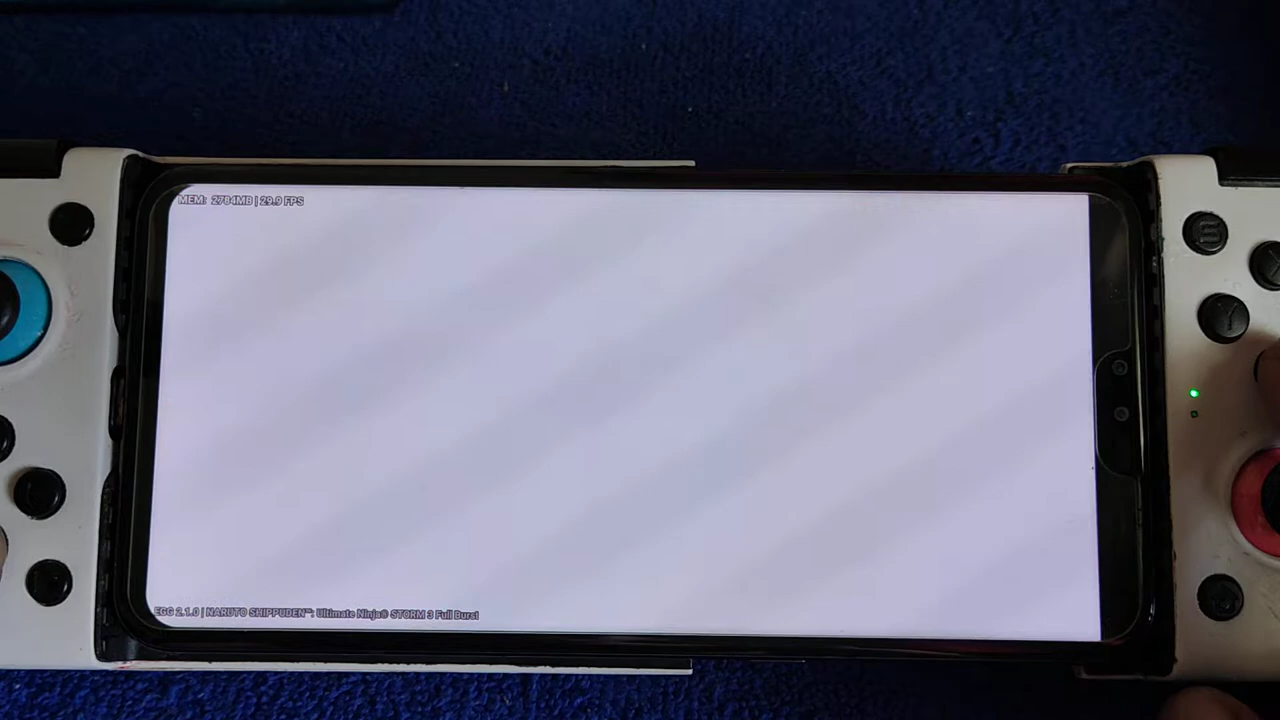 MEM: 2784MB | 29.9 FPS
Y
EGG 2.1.0 | NARUTO SHIPPUDEN™: Ultimate Ninja® STORM 3 Full Burst